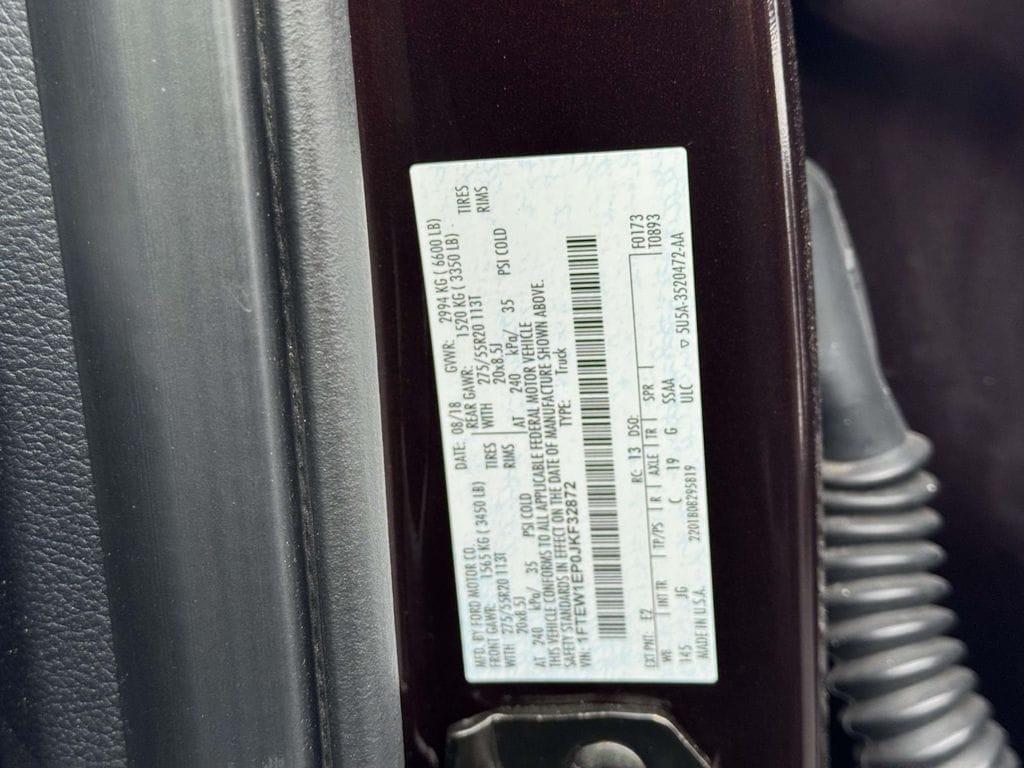 MFD. BY FORD MOTOR CO. DATE: 08/18 GVWR: 2994 KG ( 6600 LB)
FRONT GAWR: 1565 KG ( 3450 LB) REAR GAWR: 1520 KG ( 3350 LB)
WITH 275/55R20 113T TIRES WITH 275/55R20 113T TIRES
20x8.5J RIMS 20x8.5J RIMS
AT 240 kPa/ 35 PSI COLD AT 240 kPa/ 35 PSI COLD
THIS VEHICLE CONFORMS TO ALL APPLICABLE FEDERAL MOTOR VEHICLE
SAFETY STANDARDS IN EFFECT ON THE DATE OF MANUFACTURE SHOWN ABOVE.
VIN: 1FTEW1EP0JKF32872 TYPE: Truck
F0173
EXT PNT: E2 RC: 13 DSO: T0893
WB INT TR TP/PS R AXLE TR SPR
145 JG C 19 G SSAA
MADE IN U.S.A. 2201B0B295819 ULC ▽ 5U5A-3520472-AA